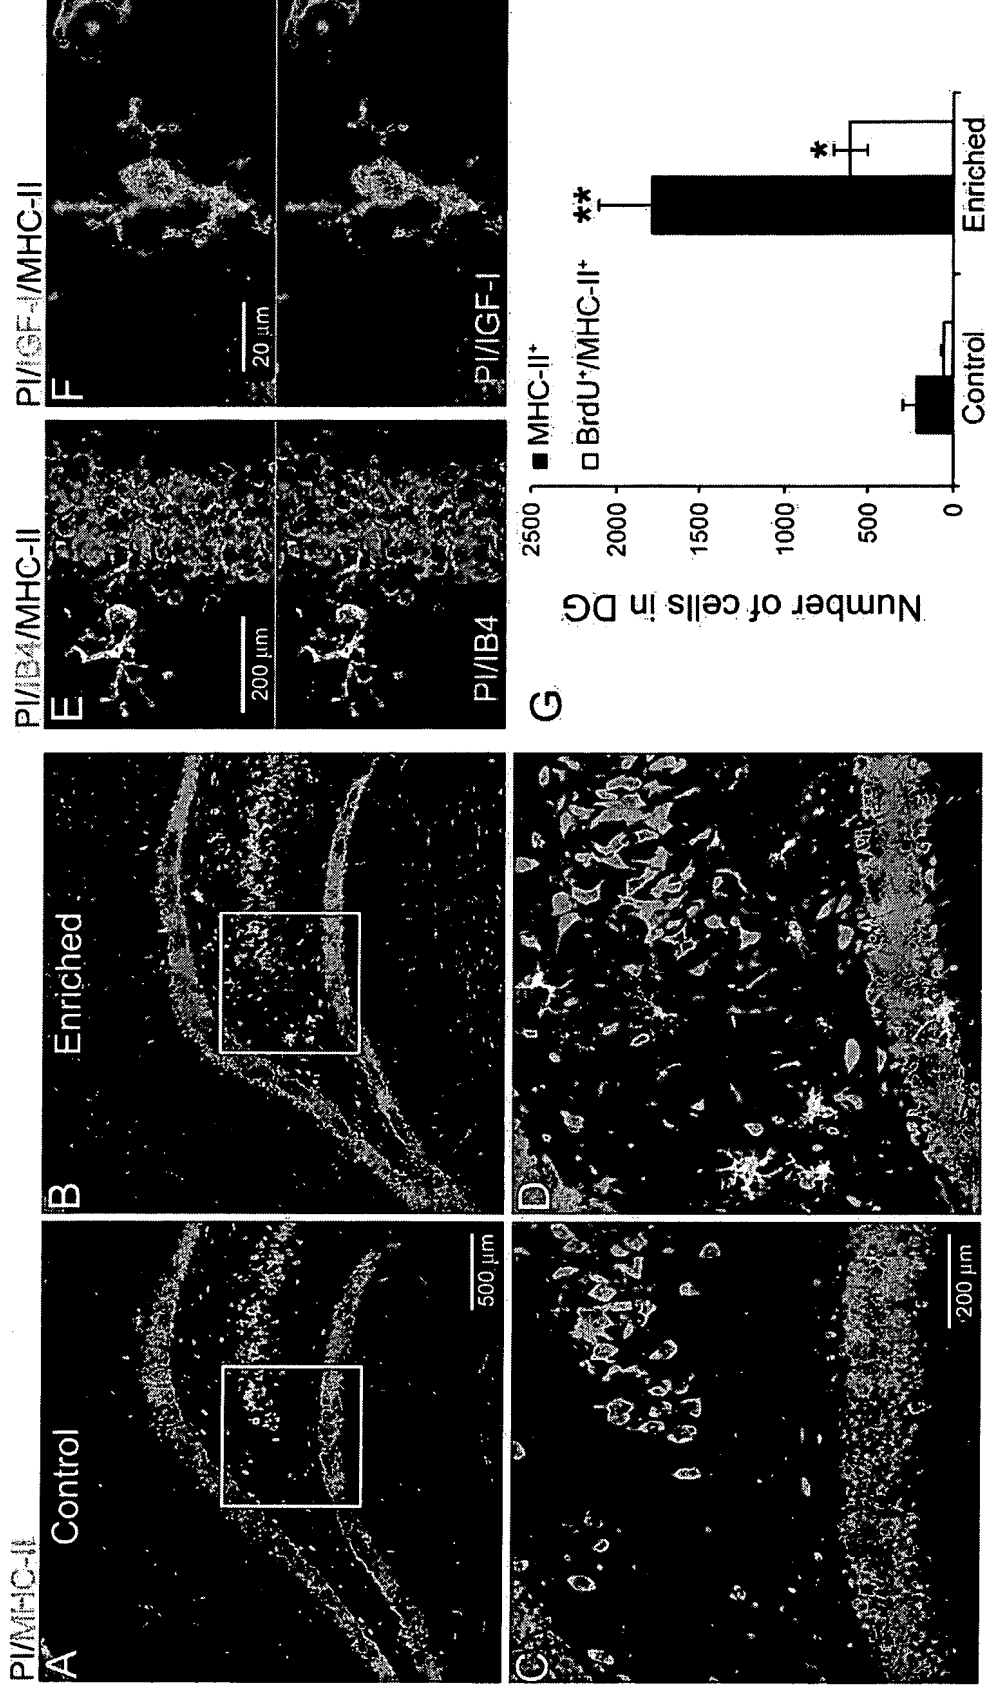 PI/MHC-II
A
Control
500 µm
B
Enriched
C
200 µm
D
PI/IB4/MHC-II
E
200 µm
PI/IB4
PI/IGF-I/MHC-II
F
20 µm
PI/IGF-I
G
Number of cells in DG
2500
2000
1500
1000
500
0
■ MHC-II⁺
□ BrdU⁺/MHC-II⁺
**
*
Control
Enriched